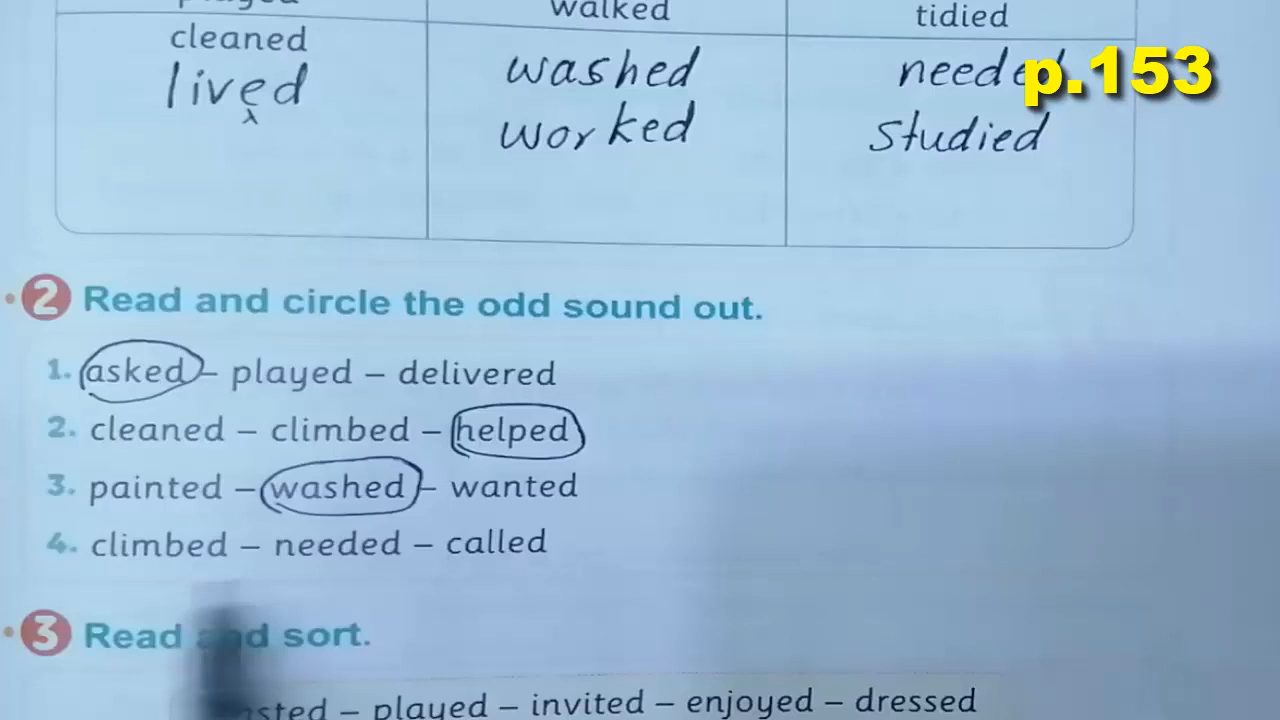 walked
tidied
cleaned
washed
p.153
lived
worked
studied
2 Read and circle the odd sound out.
1. asked – played – delivered
2. cleaned – climbed – helped
3. painted – washed – wanted
4. climbed – needed – called
3 Read and sort.
– played – invited – enjoyed – dressed